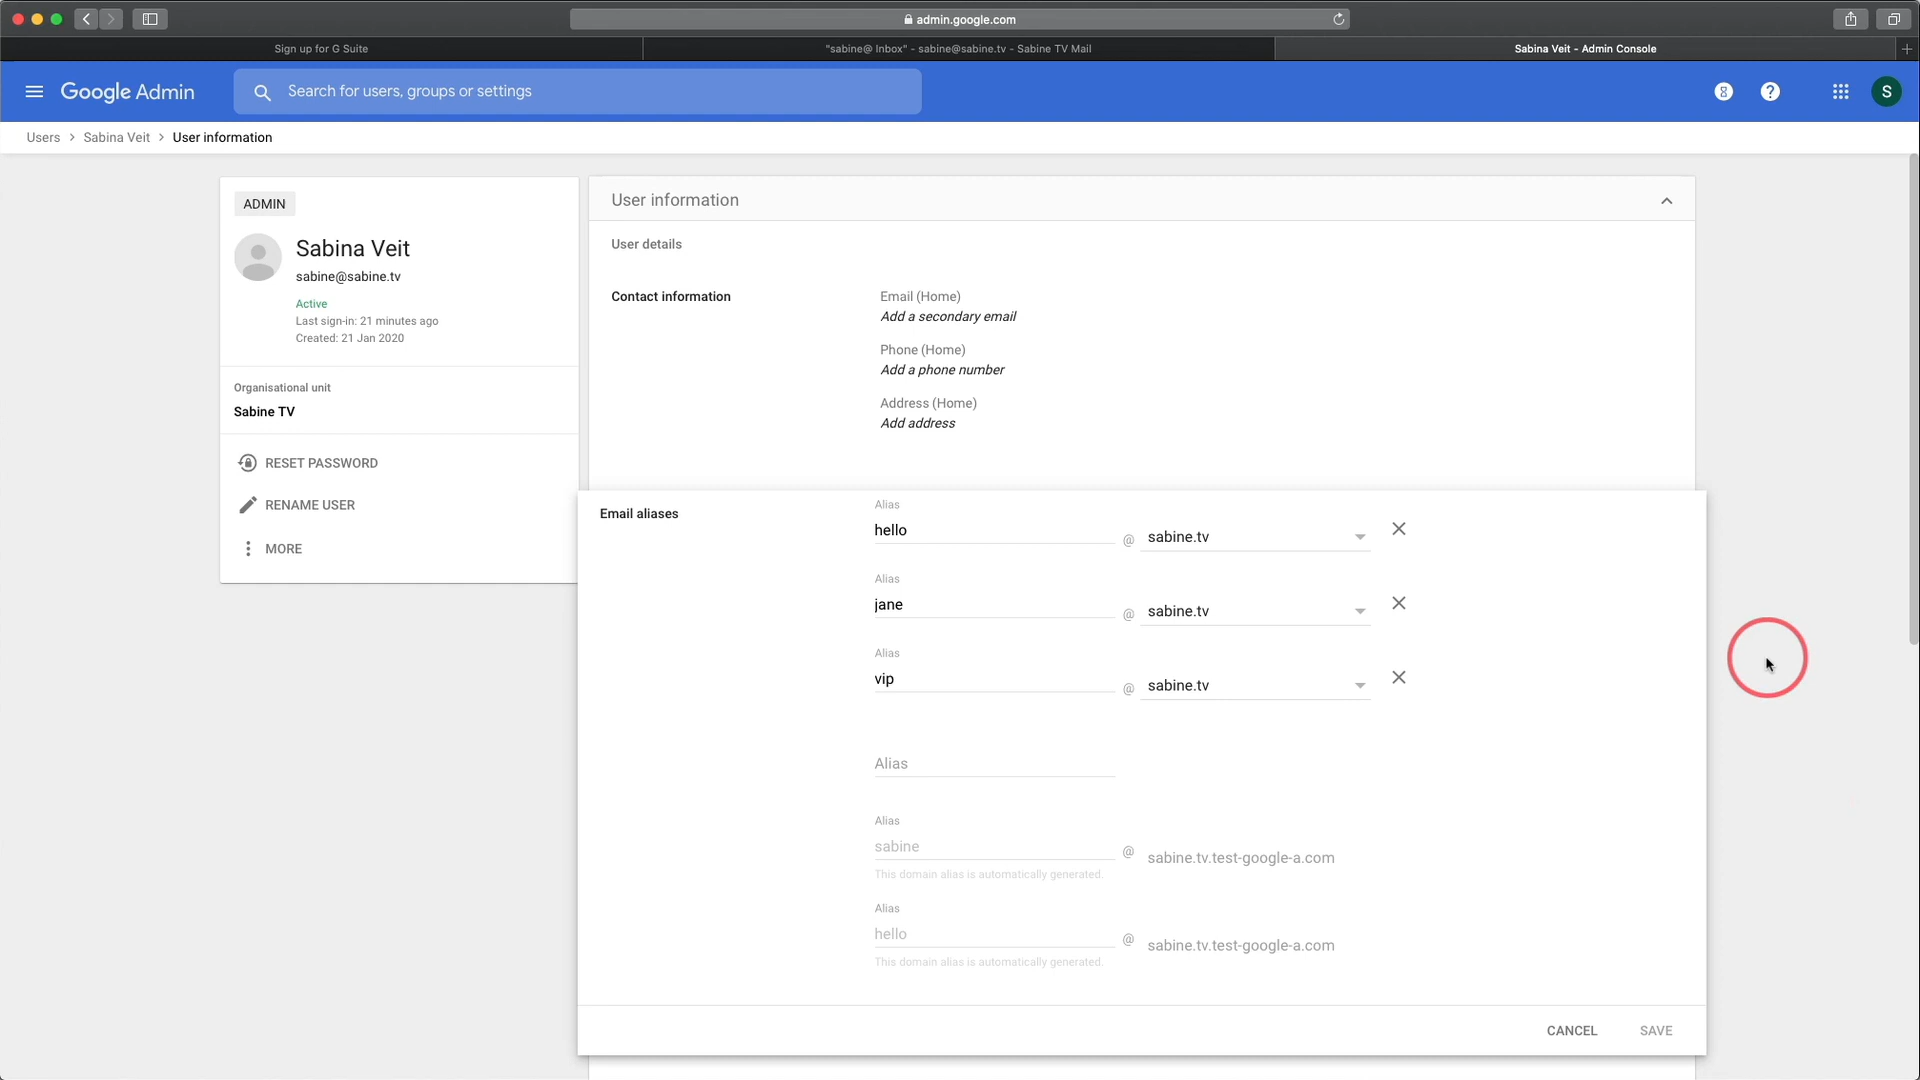 admin.google.com
Sign up for G Suite
"sabine@ Inbox" - sabine@sabine.tv - Sabine TV Mail
Sabina Veit - Admin Console
Google Admin
Search for users, groups or settings
S
Users > Sabina Veit > User information
ADMIN
Sabina Veit
sabine@sabine.tv
Active
Last sign-in: 21 minutes ago
Created: 21 Jan 2020
Organisational unit
Sabine TV
RESET PASSWORD
RENAME USER
MORE
User information
User details
Contact information
Email (Home)
Add a secondary email
Phone (Home)
Add a phone number
Address (Home)
Add address
Email aliases
Alias
hello @ sabine.tv
Alias
jane @ sabine.tv
Alias
vip @ sabine.tv
Alias
Alias
sabine @ sabine.tv.test-google-a.com
This domain alias is automatically generated.
Alias
hello @ sabine.tv.test-google-a.com
This domain alias is automatically generated.
CANCEL SAVE